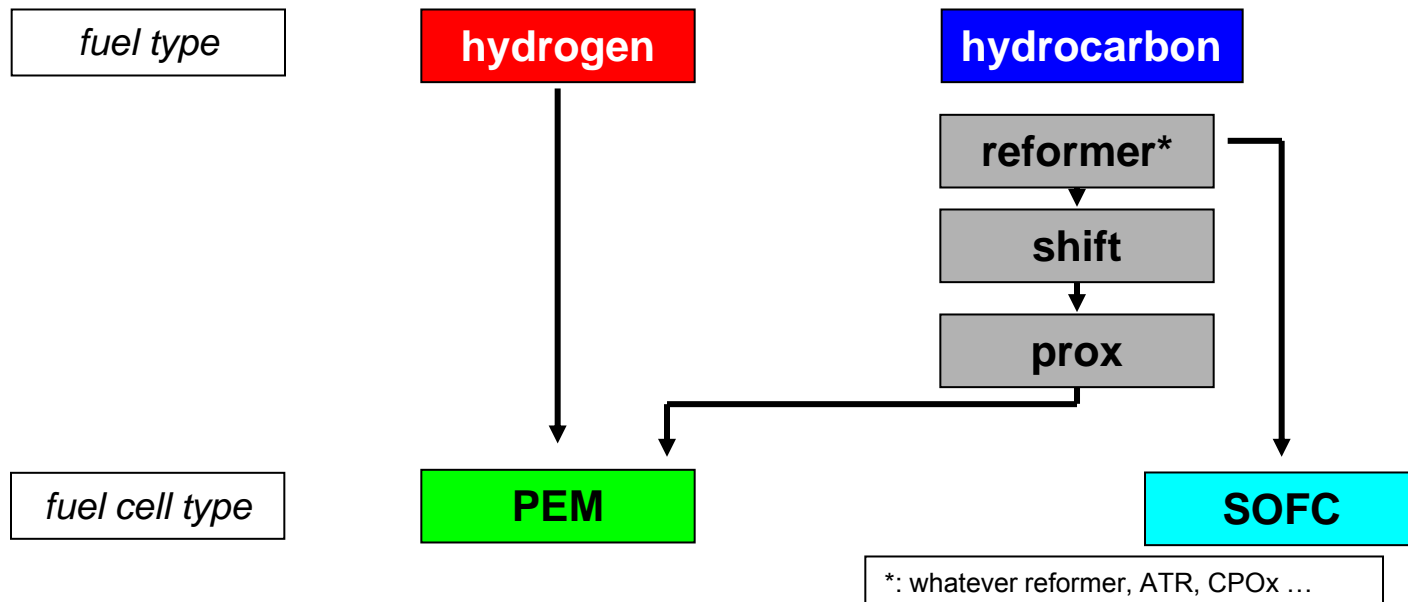 fuel type
hydrogen
hydrocarbon
reformer*
shift
prox
fuel cell type
PEM
SOFC
*: whatever reformer, ATR, CPOx …